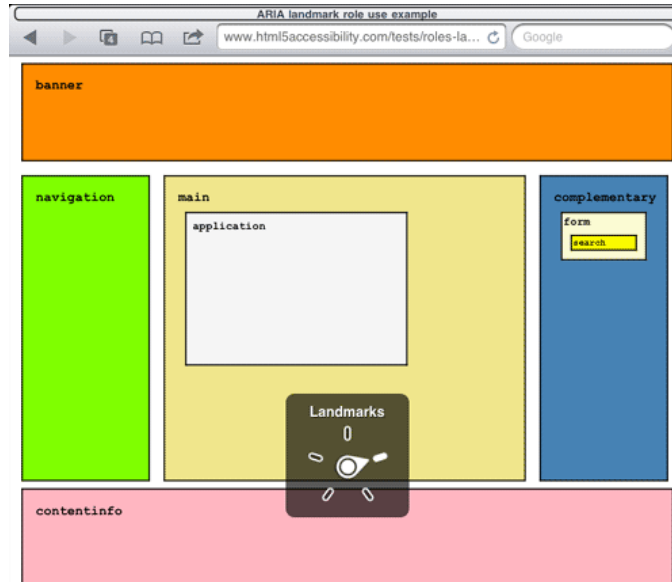 ARIA landmark role use example
4
www.html5accessibility.com/tests/roles-la...
Google
banner
navigation
main
complementary
application
form
search
Landmarks
contentinfo